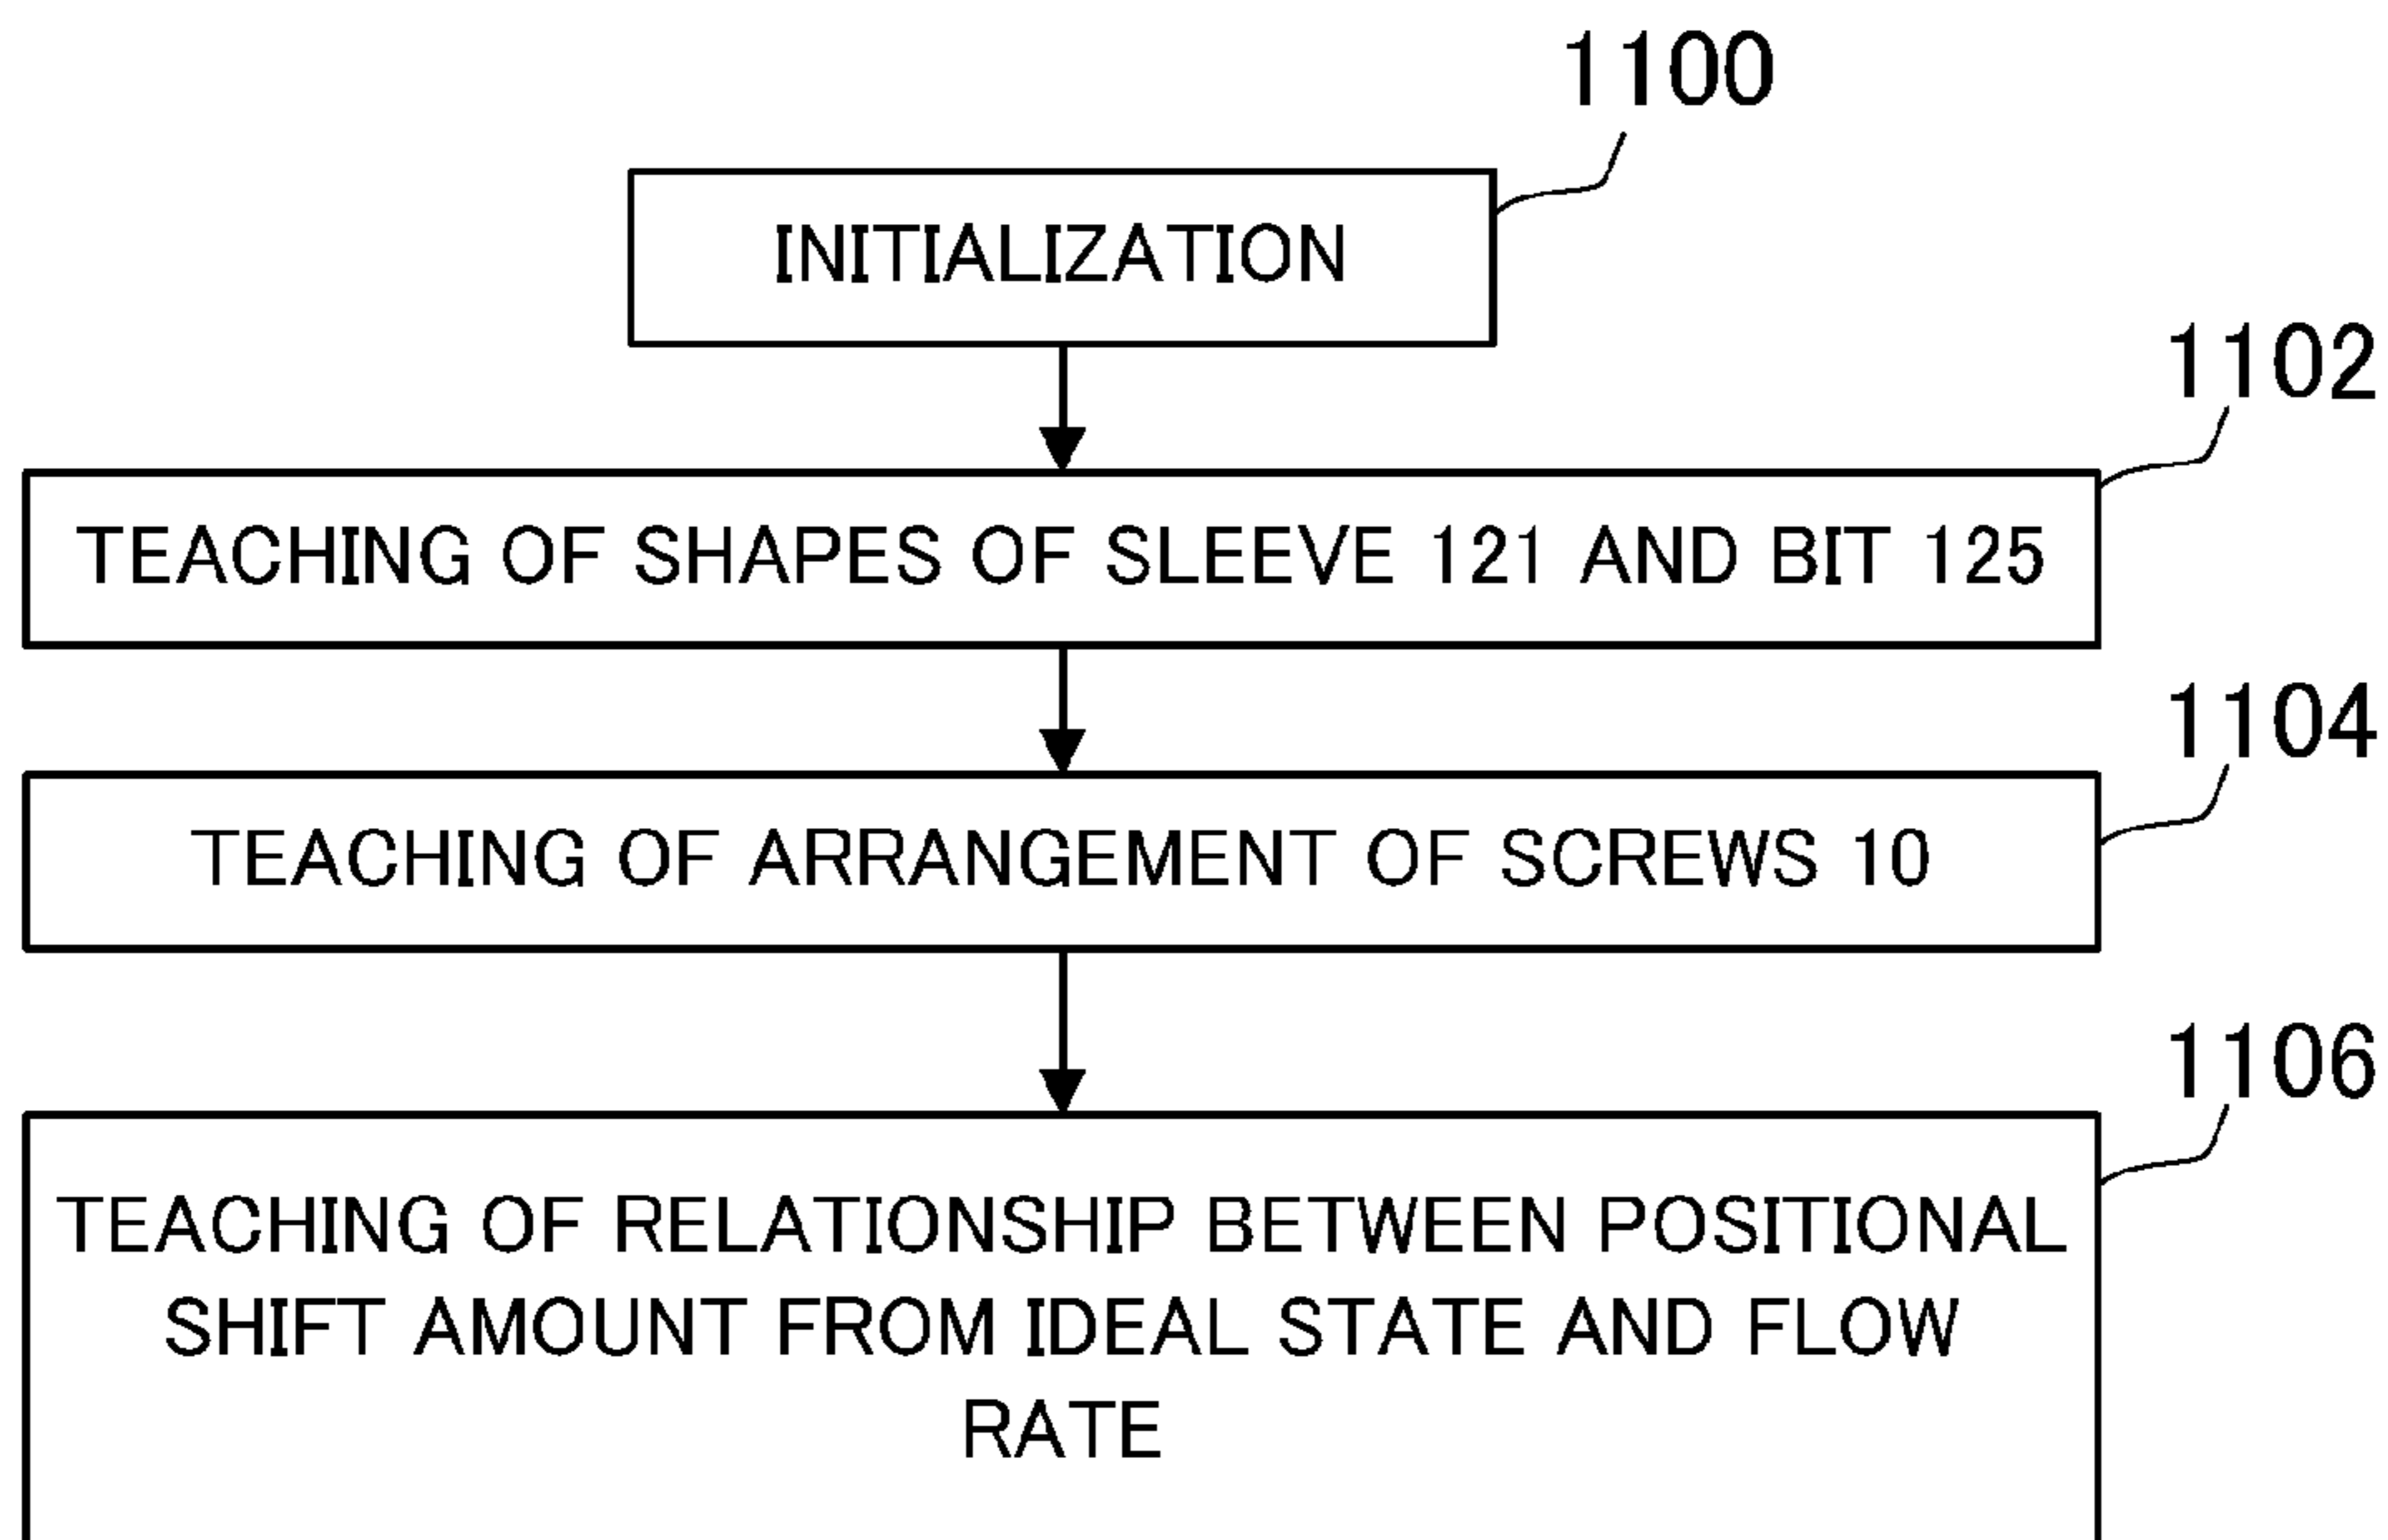 1100
INITIALIZATION
1102
TEACHING OF SHAPES OF SLEEVE 121 AND BIT 125
1104
TEACHING OF ARRANGEMENT OF SCREWS 10
1106
TEACHING OF RELATIONSHIP BETWEEN POSITIONAL
SHIFT AMOUNT FROM IDEAL STATE AND FLOW
RATE